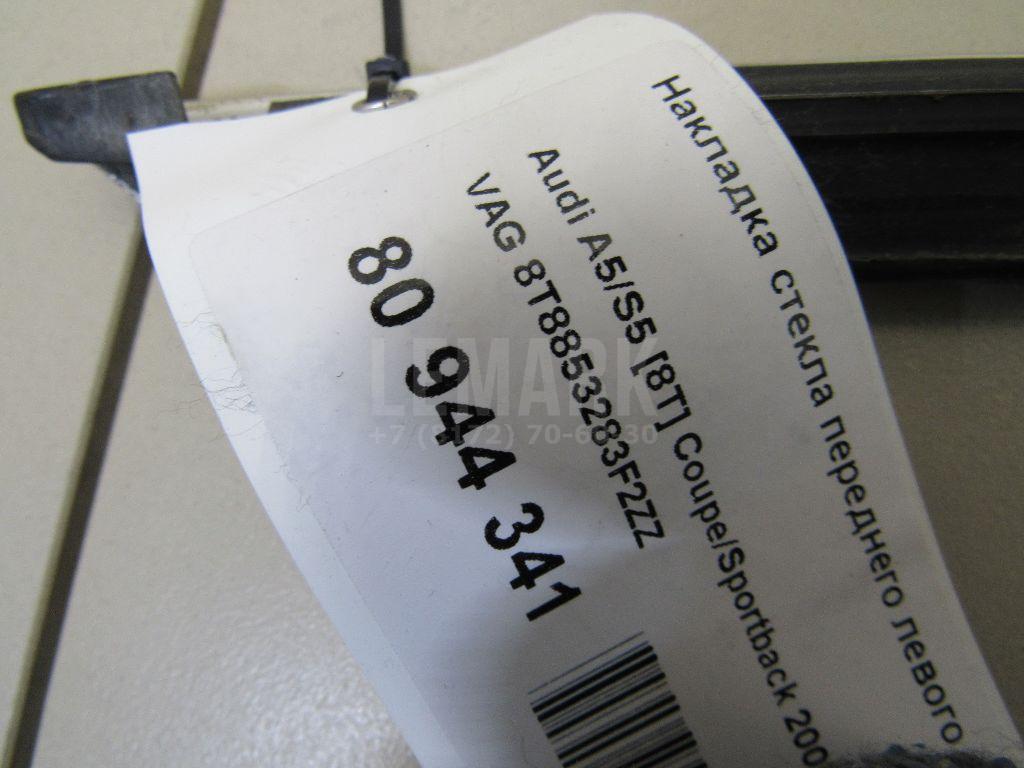 Накладка стекла переднего левого
Audi A5/S5 [8T] Coupe/Sportback 200
VAG 8T8853283F2ZZ
80 944 341
LEMARK